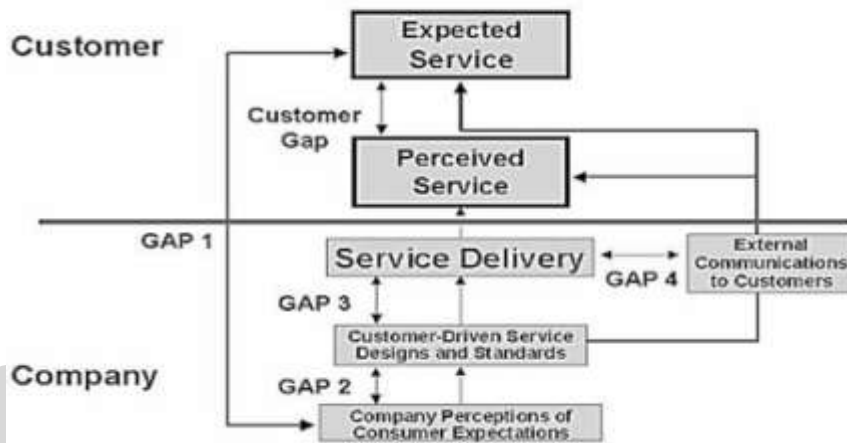 Customer
Expected
Service
Customer
Gap
Perceived
Service
GAP 1
Service Delivery
GAP 4
External
Communications
to Customers
GAP 3
Customer-Driven Service
Designs and Standards
Company
GAP 2
Company Perceptions of
Consumer Expectations